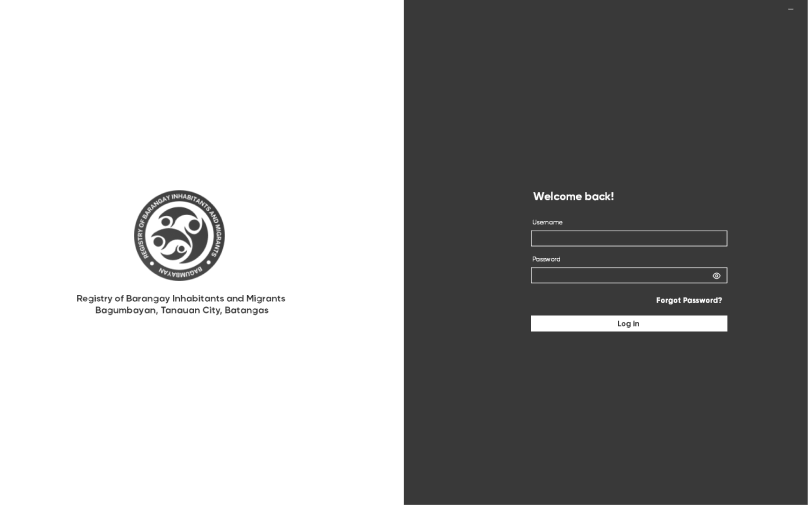 REGISTRY OF BARANGAY INHABITANTS AND MIGRANTS
BAGUMBAYAN
Registry of Barangay Inhabitants and Migrants
Bagumbayan, Tanauan City, Batangas
Welcome back!
Username
Password
Forgot Password?
Log in